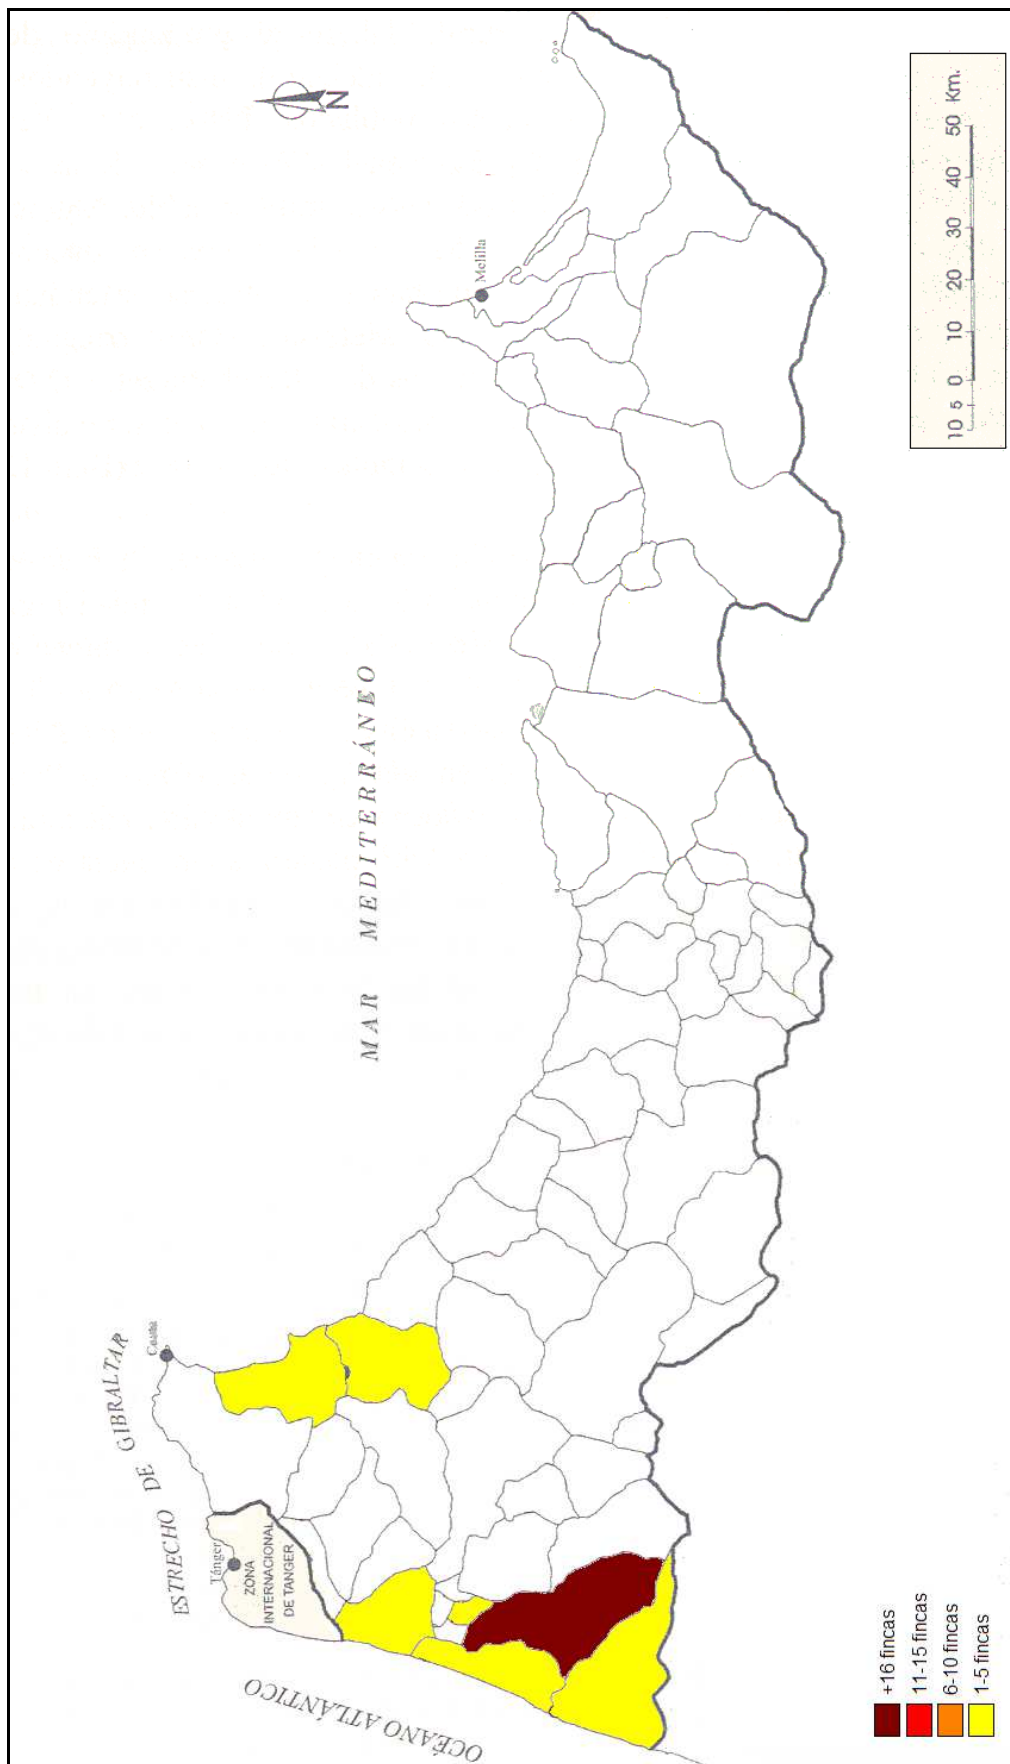 ESTRECHO DE GIBRALTAR
Ceuta
Tánger
ZONA
INTERNACIONAL
DE TANGER
OCÉANO ATLÁNTICO
MAR MEDITERRÁNEO
Melilla
N
+16 fincas
11-15 fincas
6-10 fincas
1-5 fincas
10 5 0 10 20 30 40 50 Km.